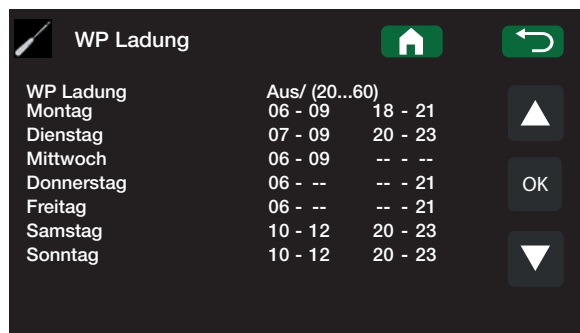 WP Ladung
WP Ladung Aus/ (20...60)
Montag 06 - 09 18 - 21
Dienstag 07 - 09 20 - 23
Mittwoch 06 - 09 -- - --
Donnerstag 06 - -- -- - 21
Freitag 06 - -- -- - 21
Samstag 10 - 12 20 - 23
Sonntag 10 - 12 20 - 23
OK